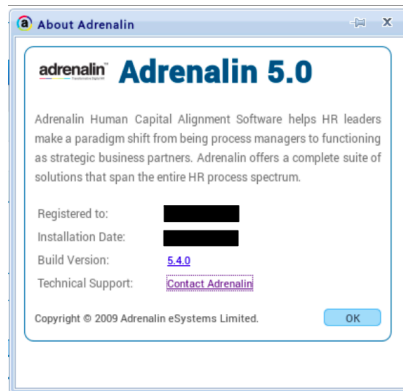 About Adrenalin
adrenalin Adrenalin 5.0
Adrenalin Human Capital Alignment Software helps HR leaders
make a paradigm shift from being process managers to functioning
as strategic business partners. Adrenalin offers a complete suite of
solutions that span the entire HR process spectrum.
Registered to:
Installation Date:
Build Version: 5.4.0
Technical Support: Contact Adrenalin
Copyright © 2009 Adrenalin eSystems Limited. OK